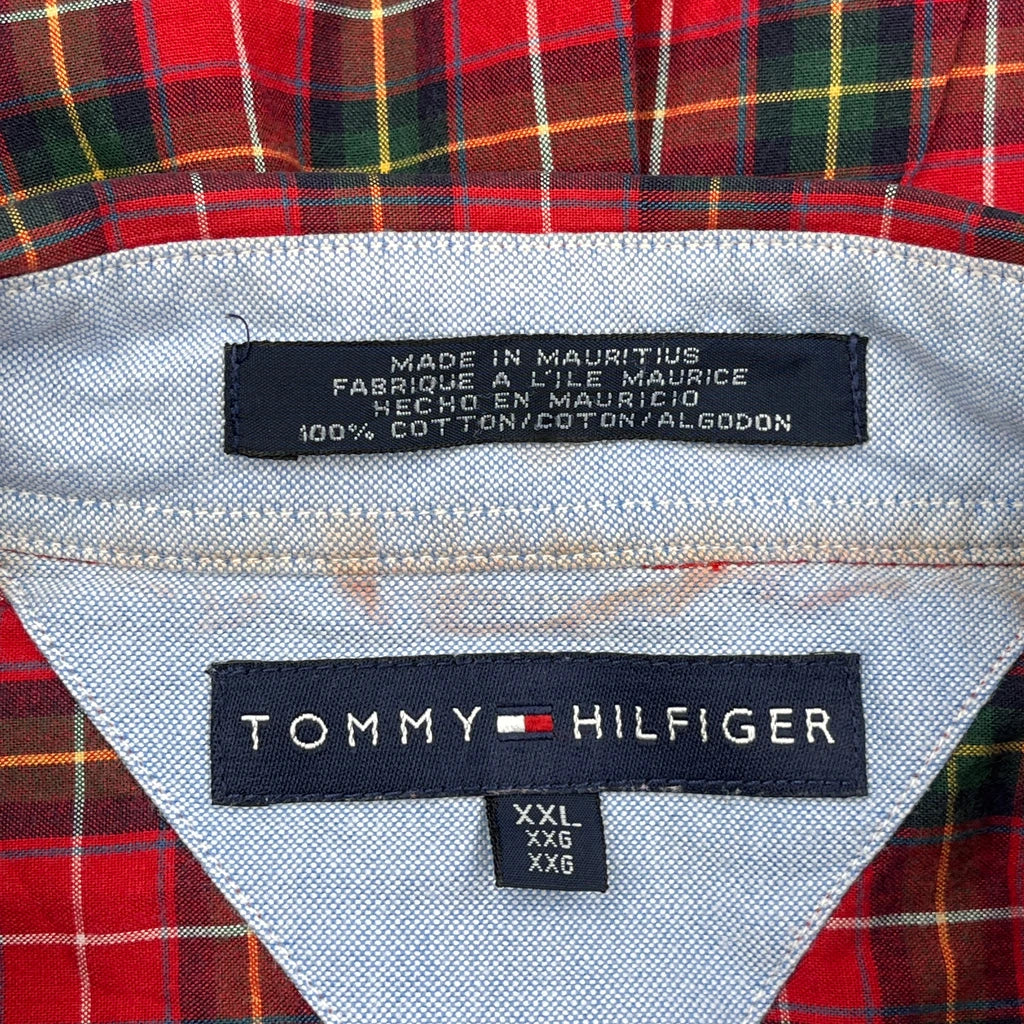 MADE IN MAURITIUS
FABRIQUE A L'ILE MAURICE
HECHO EN MAURICIO
100% COTTON/COTON/ALGODON
TOMMY HILFIGER
XXL
XXG
XXG